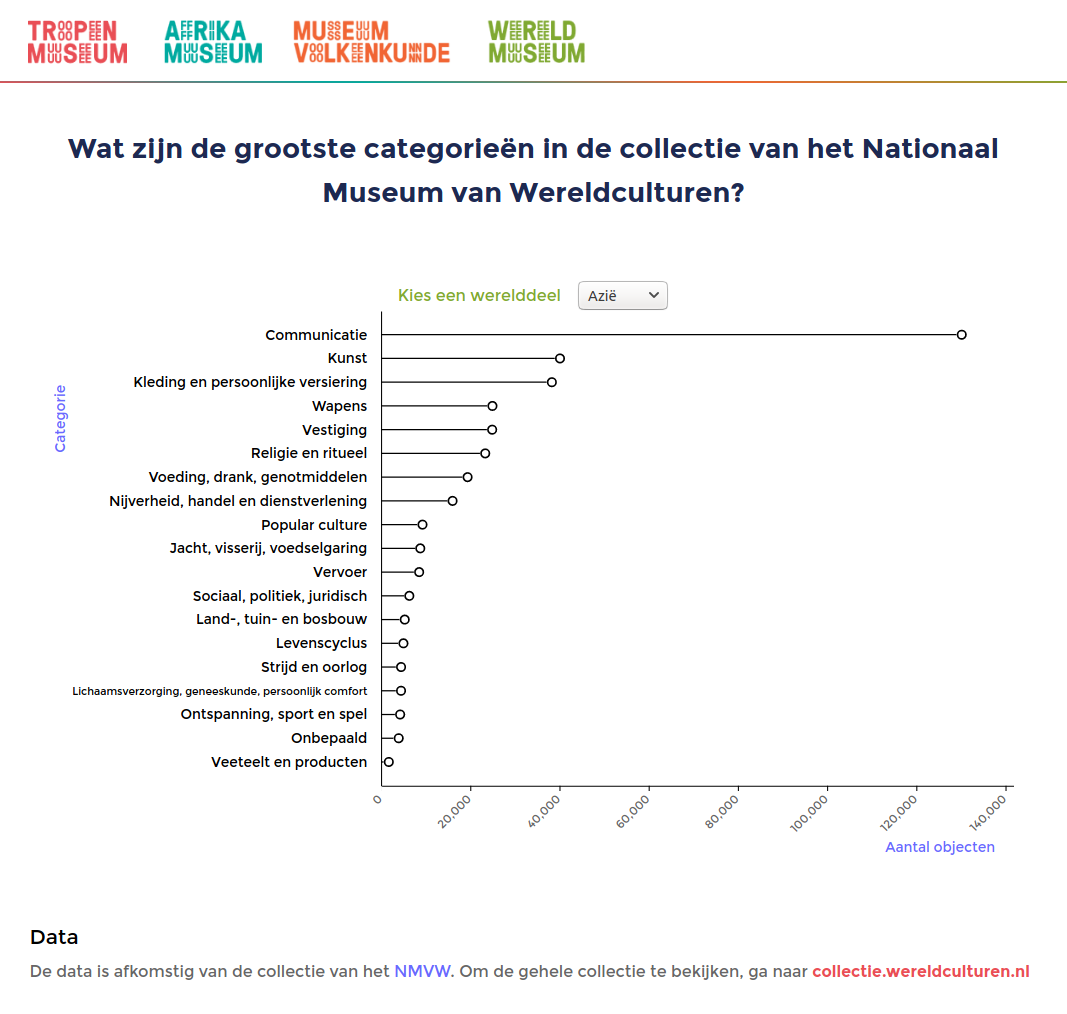 TROPENMUSEUM
AFRIKA MUSEUM
MUSEUM VOLKENKUNDE
WERELD MUSEUM
Wat zijn de grootste categorieën in de collectie van het Nationaal
Museum van Wereldculturen?
Kies een werelddeel Azië
Communicatie
Kunst
Kleding en persoonlijke versiering
Wapens
Vestiging
Religie en ritueel
Voeding, drank, genotmiddelen
Nijverheid, handel en dienstverlening
Popular culture
Jacht, visserij, voedselgaring
Vervoer
Sociaal, politiek, juridisch
Land-, tuin- en bosbouw
Levenscyclus
Strijd en oorlog
Lichaamsverzorging, geneeskunde, persoonlijk comfort
Ontspanning, sport en spel
Onbepaald
Veeteelt en producten
Categorie
0 20,000 40,000 60,000 80,000 100,000 120,000 140,000
Aantal objecten
Data
De data is afkomstig van de collectie van het NMVW. Om de gehele collectie te bekijken, ga naar collectie.wereldculturen.nl